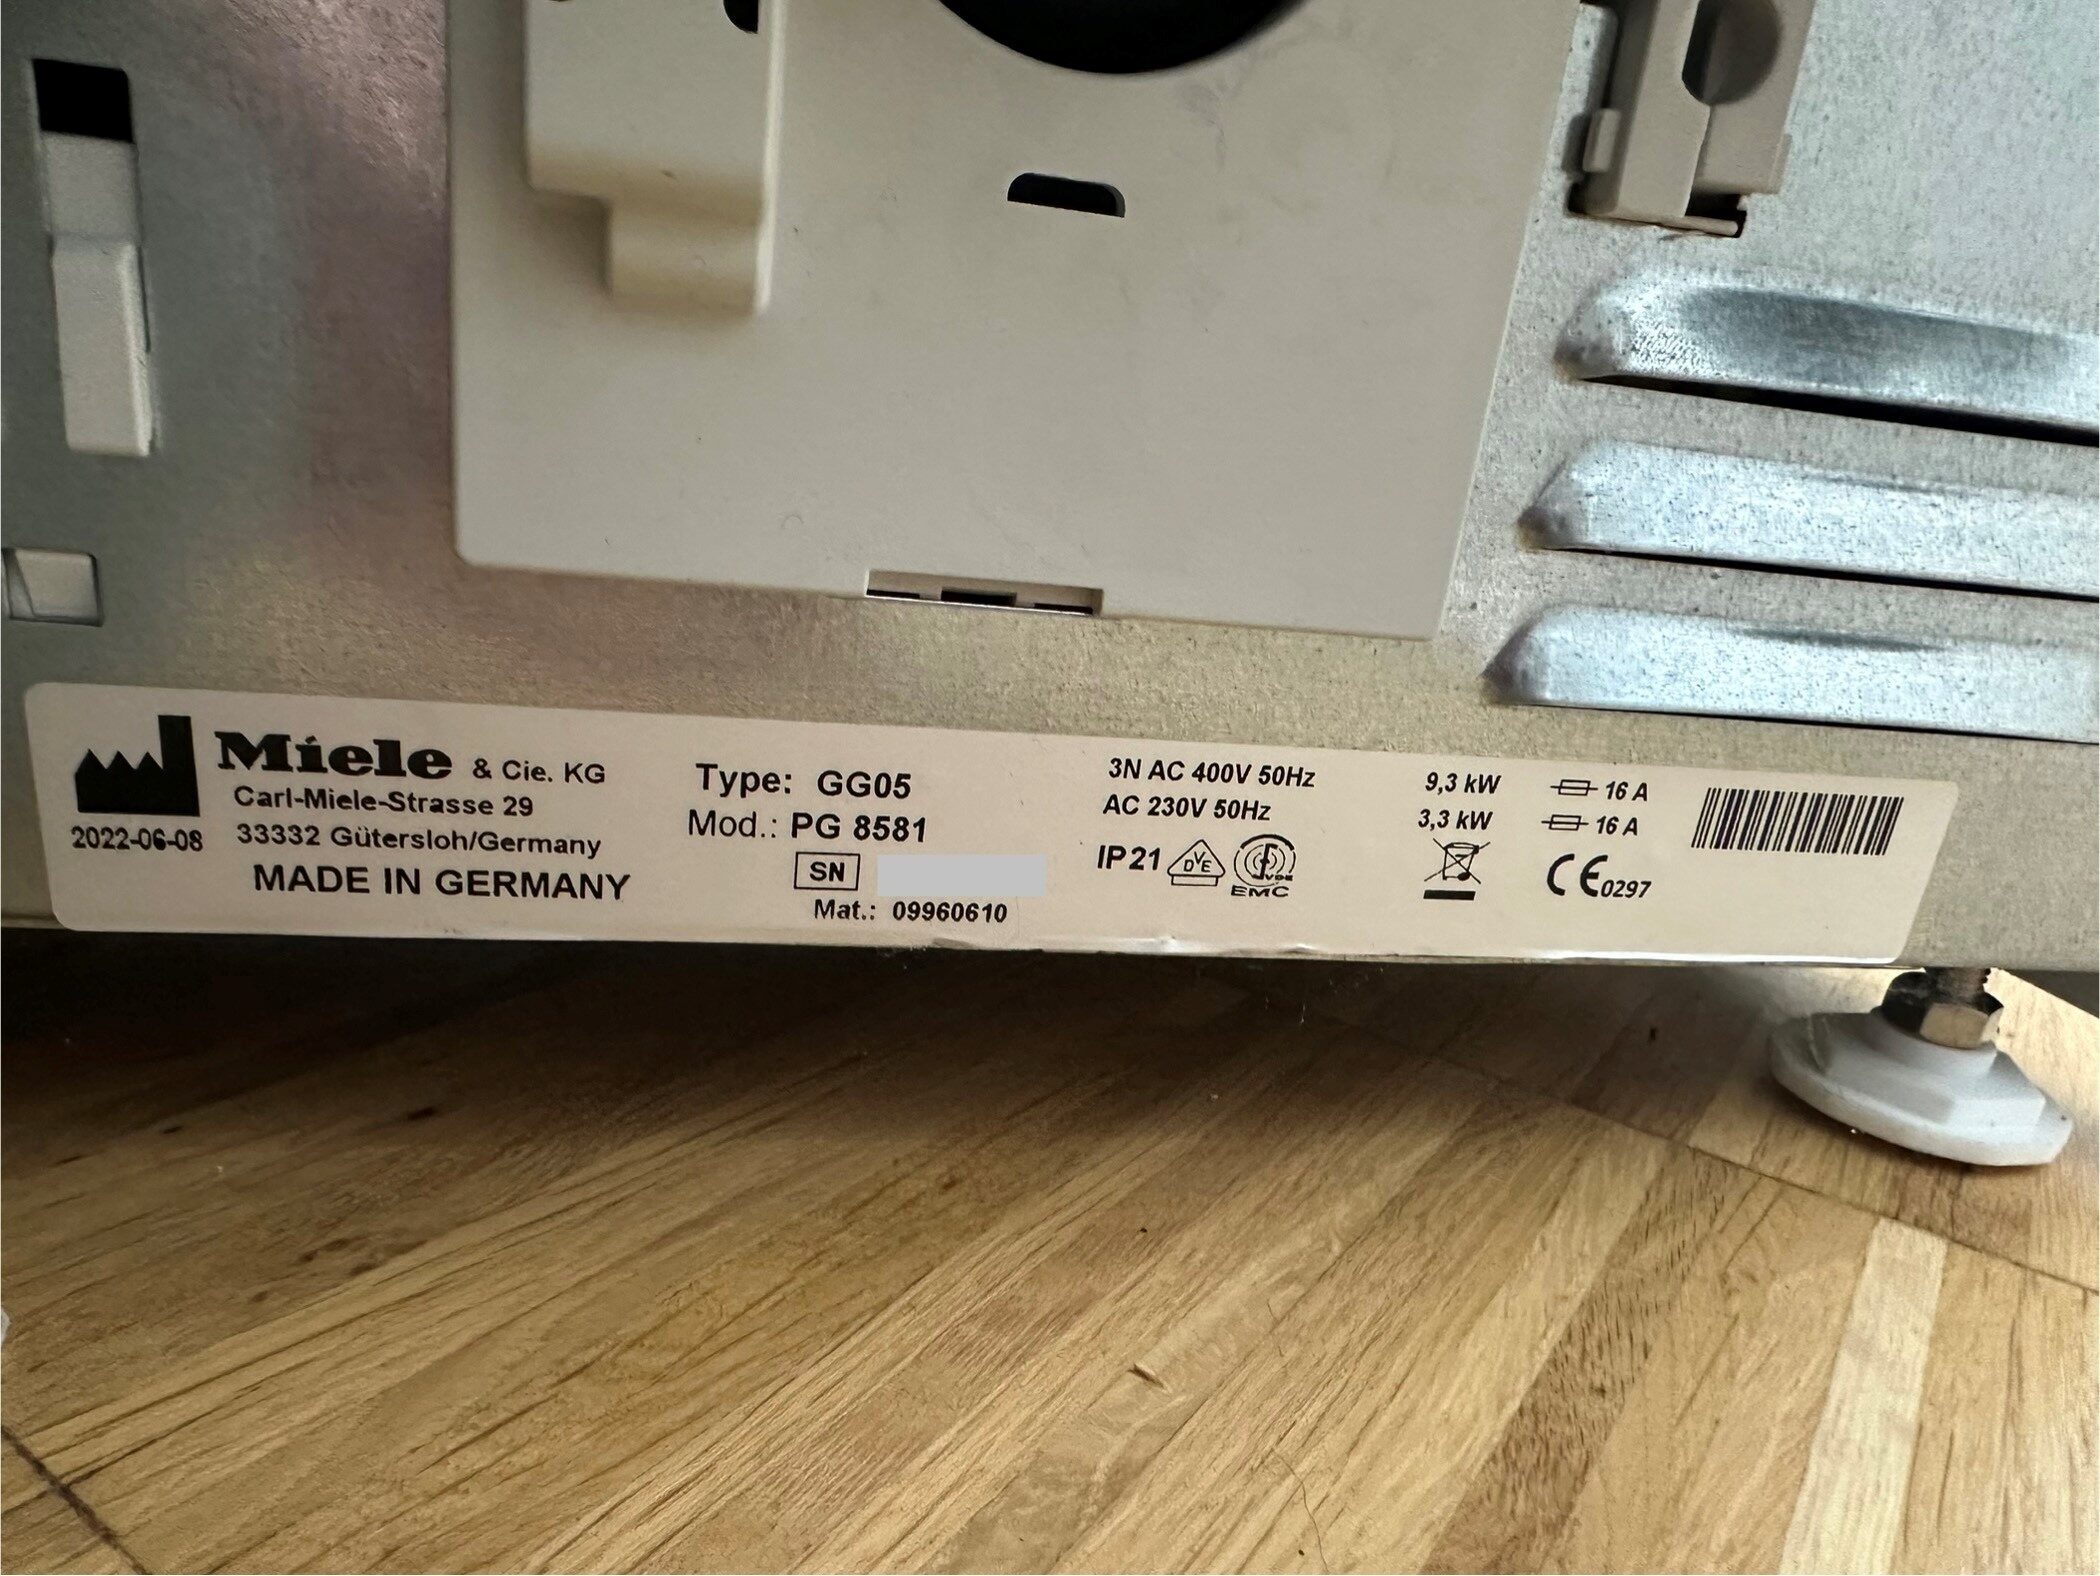 Miele & Cie. KG
Carl-Miele-Strasse 29
2022-06-08 33332 Gütersloh/Germany
MADE IN GERMANY
Type: GG05
Mod.: PG 8581
SN
Mat.: 09960610
3N AC 400V 50Hz 9,3 kW 16 A
AC 230V 50Hz 3,3 kW 16 A
IP21 DVE VDE CE0297
EMC